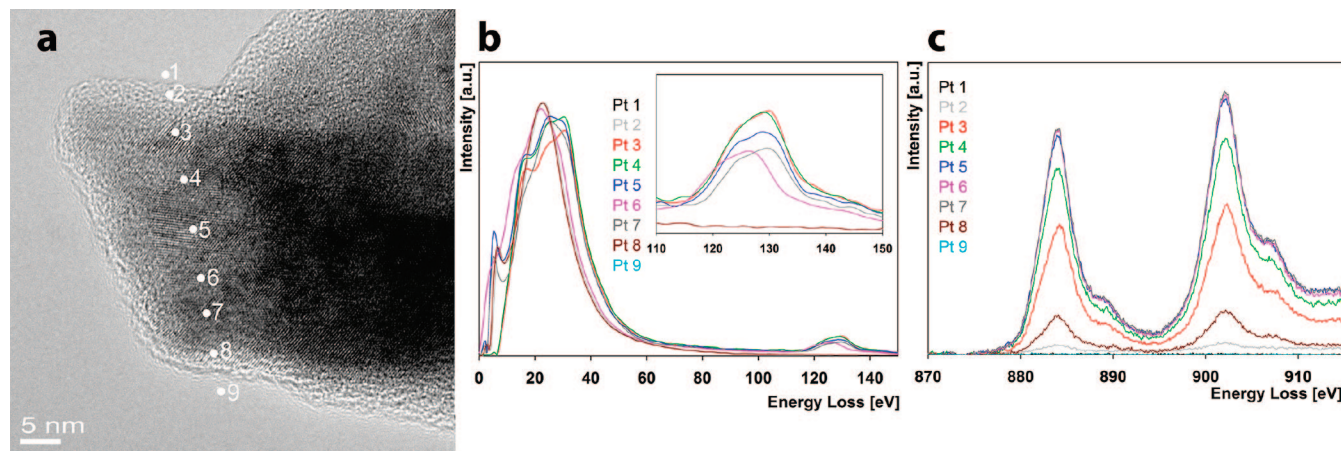 a
1
2
3
4
5
6
7
8
9
5 nm
b
Intensity [a.u.]
Pt 1
Pt 2
Pt 3
Pt 4
Pt 5
Pt 6
Pt 7
Pt 8
Pt 9
110 120 130 140 150
0 20 40 60 80 100 120 140
Energy Loss [eV]
c
Intensity [a.u.]
Pt 1
Pt 2
Pt 3
Pt 4
Pt 5
Pt 6
Pt 7
Pt 8
Pt 9
870 880 890 900 910
Energy Loss [eV]